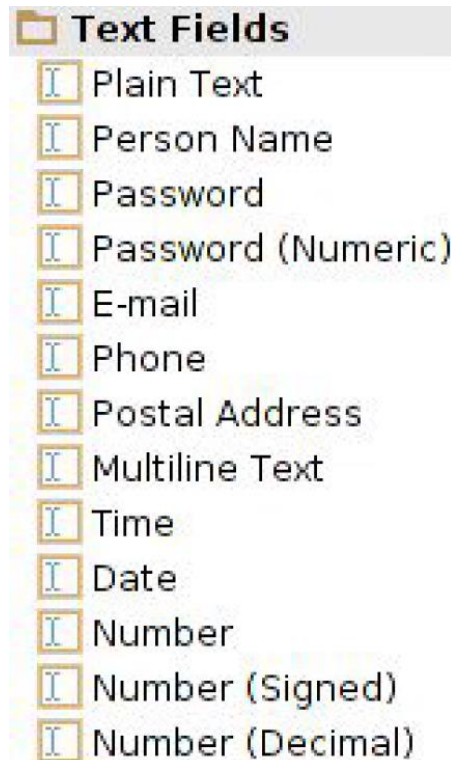 Text Fields
Plain Text
Person Name
Password
Password (Numeric)
E-mail
Phone
Postal Address
Multiline Text
Time
Date
Number
Number (Signed)
Number (Decimal)